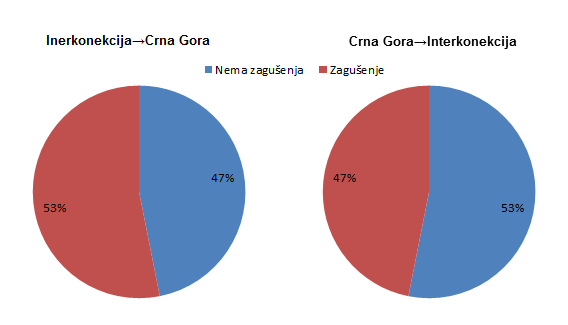 Inerkonekcija→Crna Gora
Crna Gora→Interkonekcija
Nema zagušenja
Zagušenje
47%
53%
47%
53%